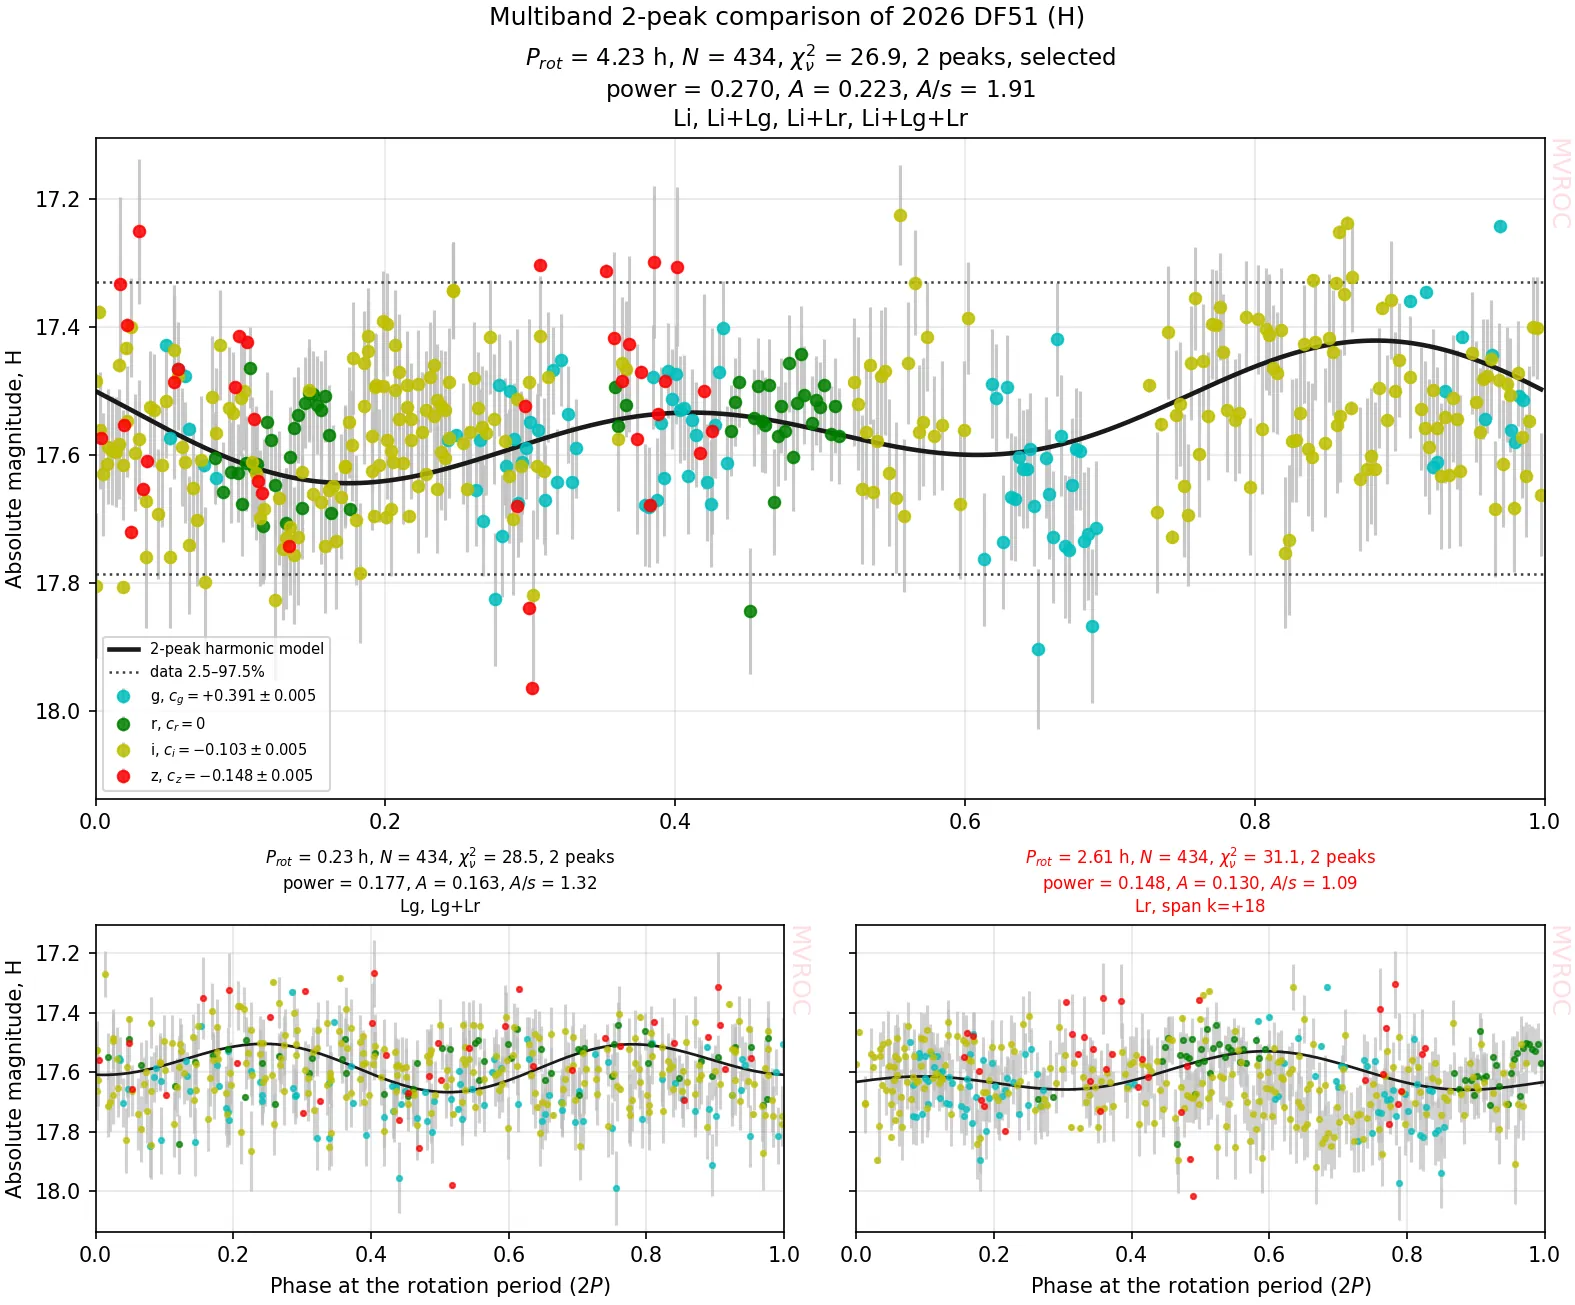 Multiband 2-peak comparison of 2026 DF51 (H)
P_rot = 4.23 h, N = 434, χ²_ν = 26.9, 2 peaks, selected
power = 0.270, A = 0.223, A/s = 1.91
Li, Li+Lg, Li+Lr, Li+Lg+Lr
MVROC
Absolute magnitude, H
17.2
17.4
17.6
17.8
18.0
2-peak harmonic model
data 2.5–97.5%
g, c_g = +0.391 ± 0.005
r, c_r = 0
i, c_i = −0.103 ± 0.005
z, c_z = −0.148 ± 0.005
0.0 0.2 0.4 0.6 0.8 1.0
P_rot = 0.23 h, N = 434, χ²_ν = 28.5, 2 peaks
power = 0.177, A = 0.163, A/s = 1.32
Lg, Lg+Lr
MVROC
Absolute magnitude, H
17.2
17.4
17.6
17.8
18.0
0.0 0.2 0.4 0.6 0.8 1.0
Phase at the rotation period (2P)
P_rot = 2.61 h, N = 434, χ²_ν = 31.1, 2 peaks
power = 0.148, A = 0.130, A/s = 1.09
Lr, span k=+18
MVROC
0.0 0.2 0.4 0.6 0.8 1.0
Phase at the rotation period (2P)